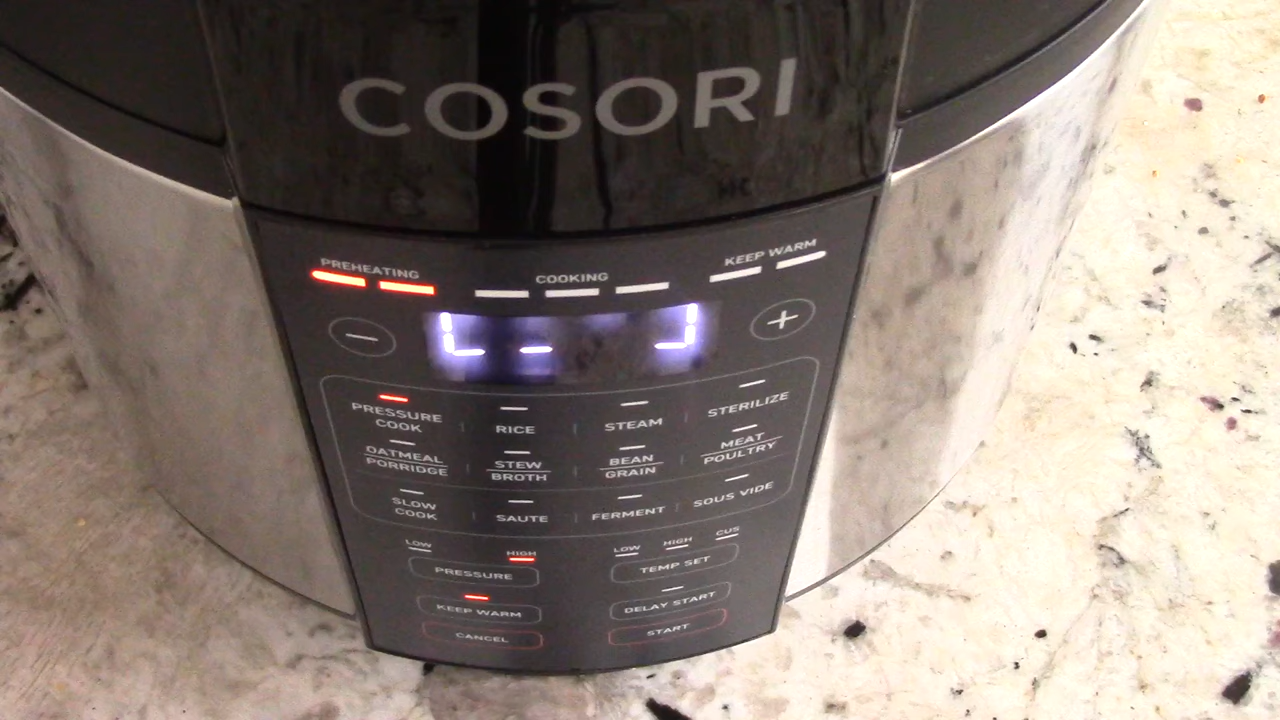 COSORI
PREHEATING
COOKING
KEEP WARM
PRESSURE
COOK
RICE
STEAM
STERILIZE
OATMEAL
PORRIDGE
STEW
BROTH
BEAN
GRAIN
MEAT
POULTRY
SLOW
COOK
SAUTE
FERMENT
SOUS VIDE
LOW HIGH
LOW HIGH CUS
PRESSURE
TEMP SET
KEEP WARM
DELAY START
CANCEL
START